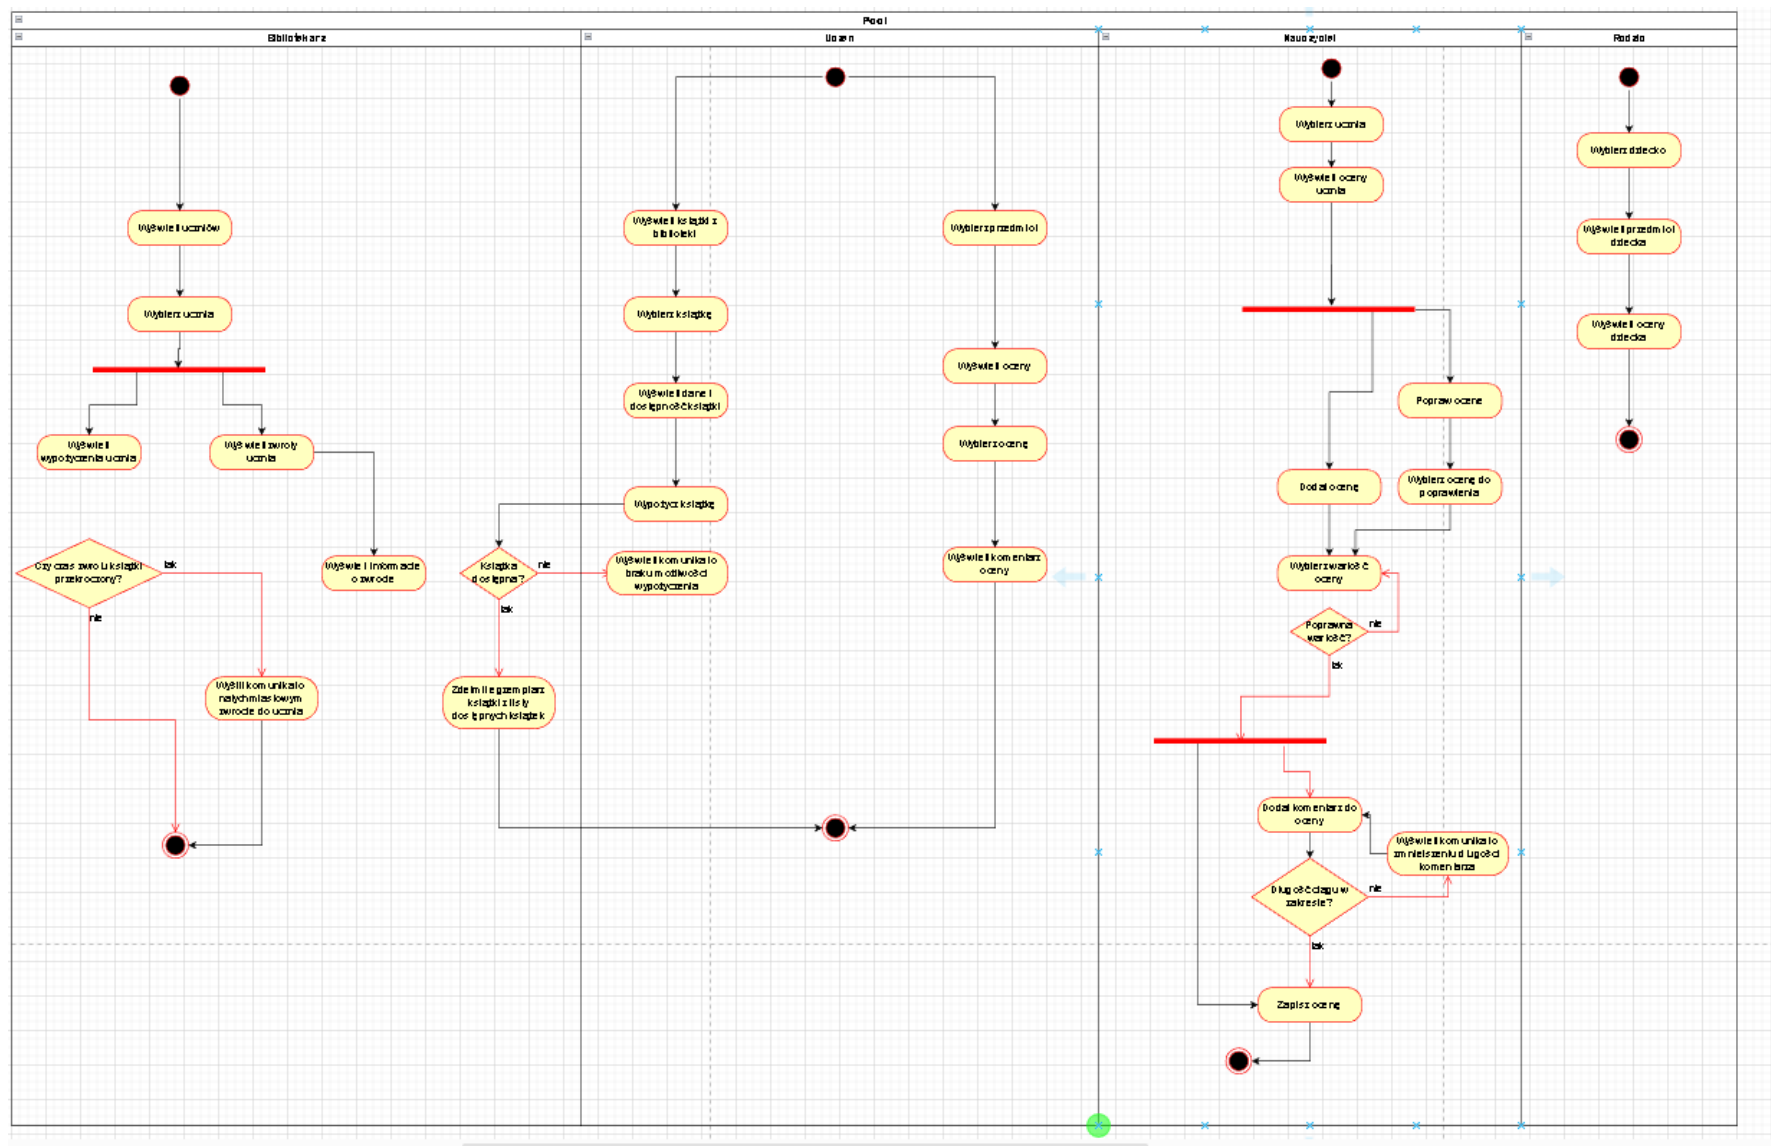 Pool
Bibliotekarz
Uczen
Nauczyciel
Rodzic
Wyświetl uczniów
Wybierz ucznia
Wyświetl
wypożyczenia ucznia
Wyświetl zwroty
ucznia
Czy czas zwrotu książki
przekroczony?
tak
nie
Wyświetl informacje
o zwrocie
Wyślij komunikat o
natychmiastowym
zwrocie do ucznia
Wyświetl książki z
biblioteki
Wybierz książkę
Wyświetl dane i
dostępność książki
Wypożycz książkę
Książka
dostępna?
nie
tak
Wyświetl komunikat o
braku możliwości
wypożyczenia
Zdejmij egzemplarz
książki z listy
dostępnych książek
Wybierz przedmiot
Wyświetl oceny
Wybierz ocenę
Wyświetl komentarz
oceny
Wybierz ucznia
Wyświetl oceny
ucznia
Popraw ocene
Dodaj ocenę
Wybierz ocenę do
poprawienia
Wybierz wartość
oceny
Poprawna
wartość?
nie
tak
Dodaj komentarz do
oceny
Wyświetl komunikat o
zmniejszeniu długości
komentarza
Długość ciągu w
zakresie?
nie
tak
Zapisz ocenę
Wybierz dziecko
Wyświetl przedmiot
dziecka
Wyświetl oceny
dziecka